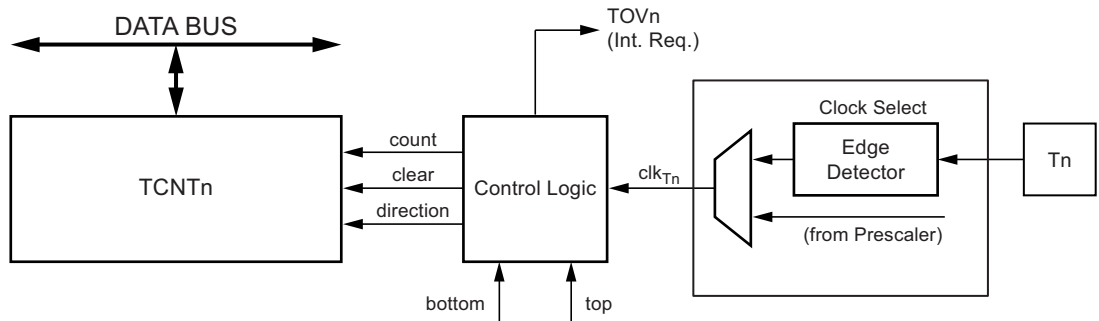 DATA BUS
TOVn
(Int. Req.)
TCNTn
count
clear
direction
Control Logic
clkTn
Clock Select
Edge
Detector
(from Prescaler)
Tn
bottom
top